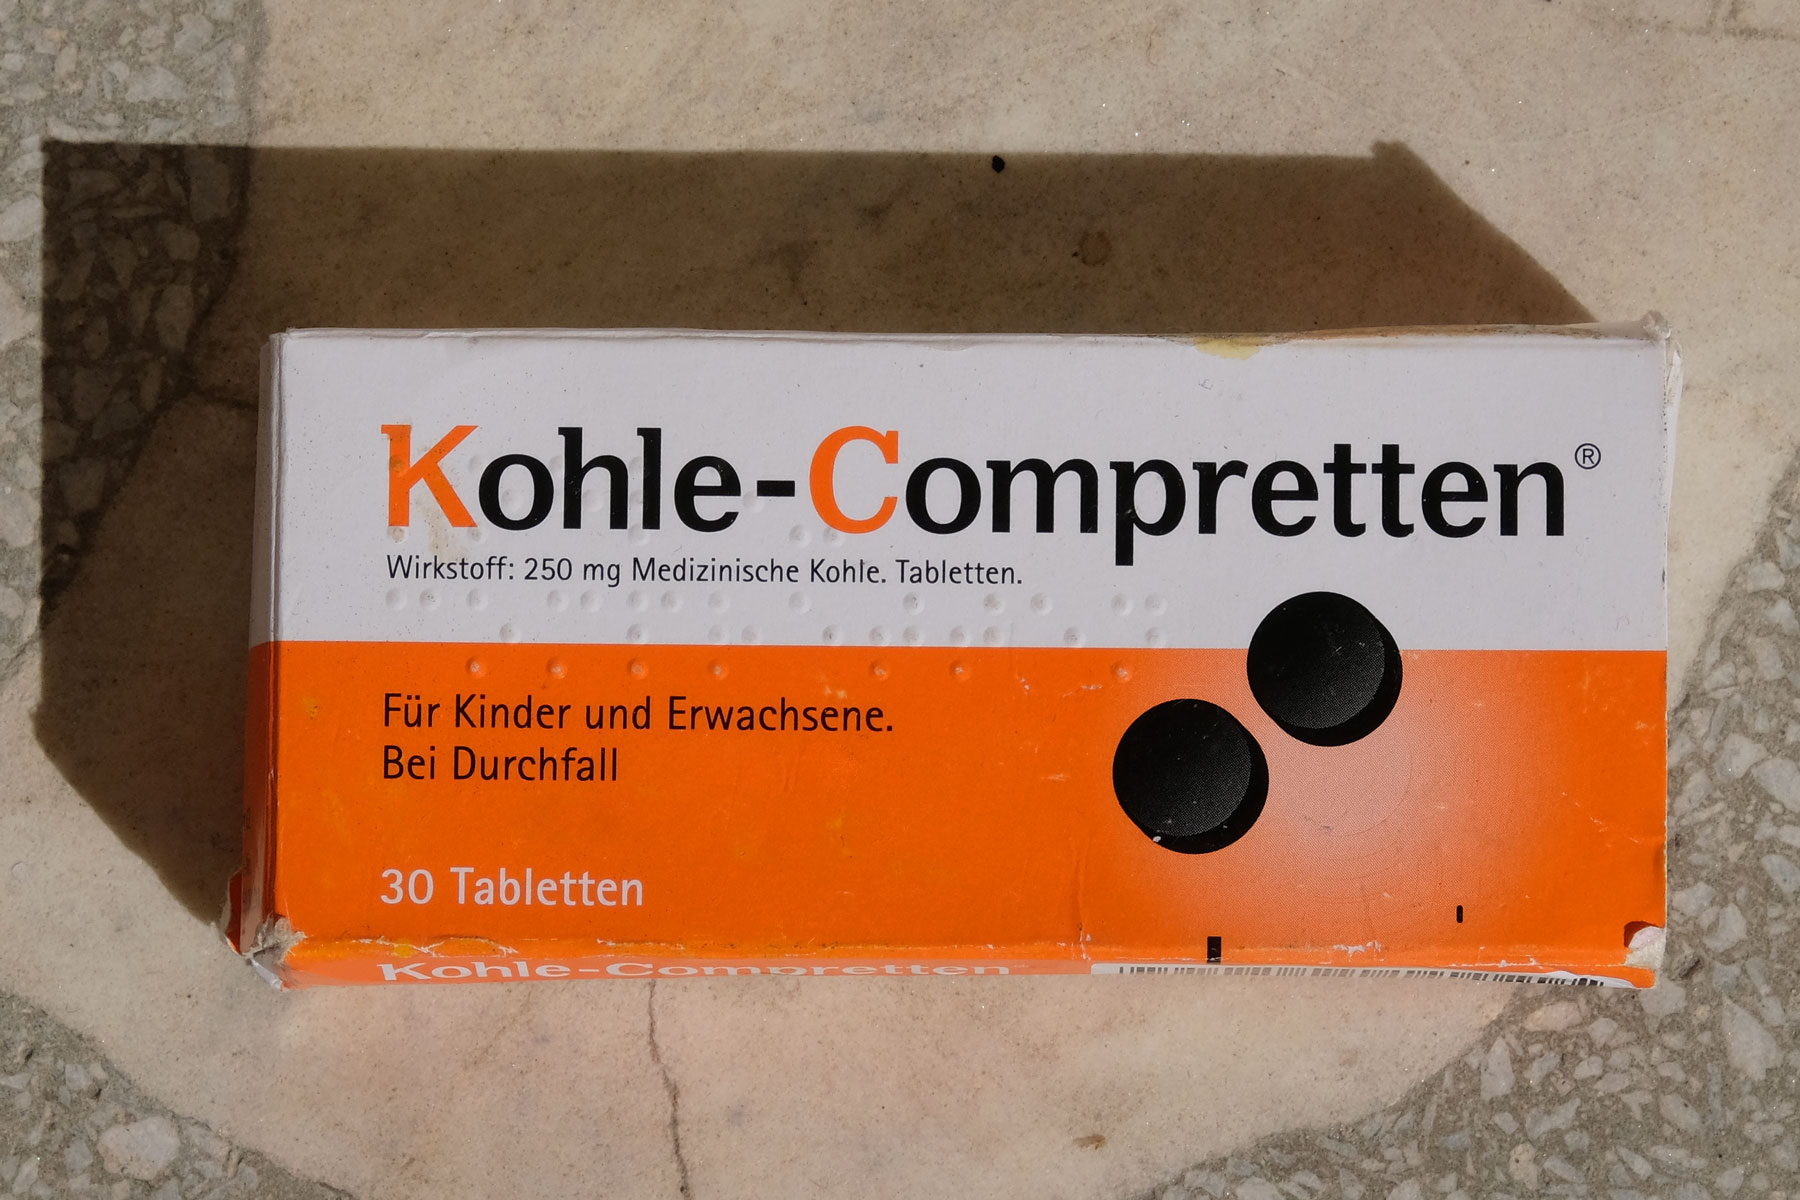 Kohle-Compretten®
Wirkstoff: 250 mg Medizinische Kohle. Tabletten.
Für Kinder und Erwachsene.
Bei Durchfall
30 Tabletten
Kohle-Compretten